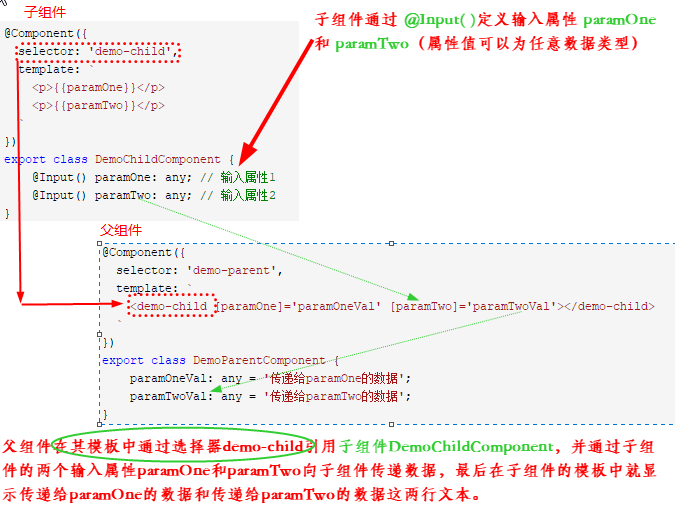 子组件
子组件通过 @Input( )定义输入属性 paramOne
和 paramTwo（属性值可以为任意数据类型）
@Component({
selector: 'demo-child',
template: `
<p>{{paramOne}}</p>
<p>{{paramTwo}}</p>
`
})
export class DemoChildComponent {
@Input() paramOne: any; // 输入属性1
@Input() paramTwo: any; // 输入属性2
}
父组件
@Component({
selector: 'demo-parent',
template: `
<demo-child [paramOne]='paramOneVal' [paramTwo]='paramTwoVal'></demo-child>
`
})
export class DemoParentComponent {
paramOneVal: any = '传递给paramOne的数据';
paramTwoVal: any = '传递给paramTwo的数据';
}
父组件在其模板中通过选择器demo-child引用子组件DemoChildComponent，并通过子组
件的两个输入属性paramOne和paramTwo向子组件传递数据，最后在子组件的模板中就显
示传递给paramOne的数据和传递给paramTwo的数据这两行文本。